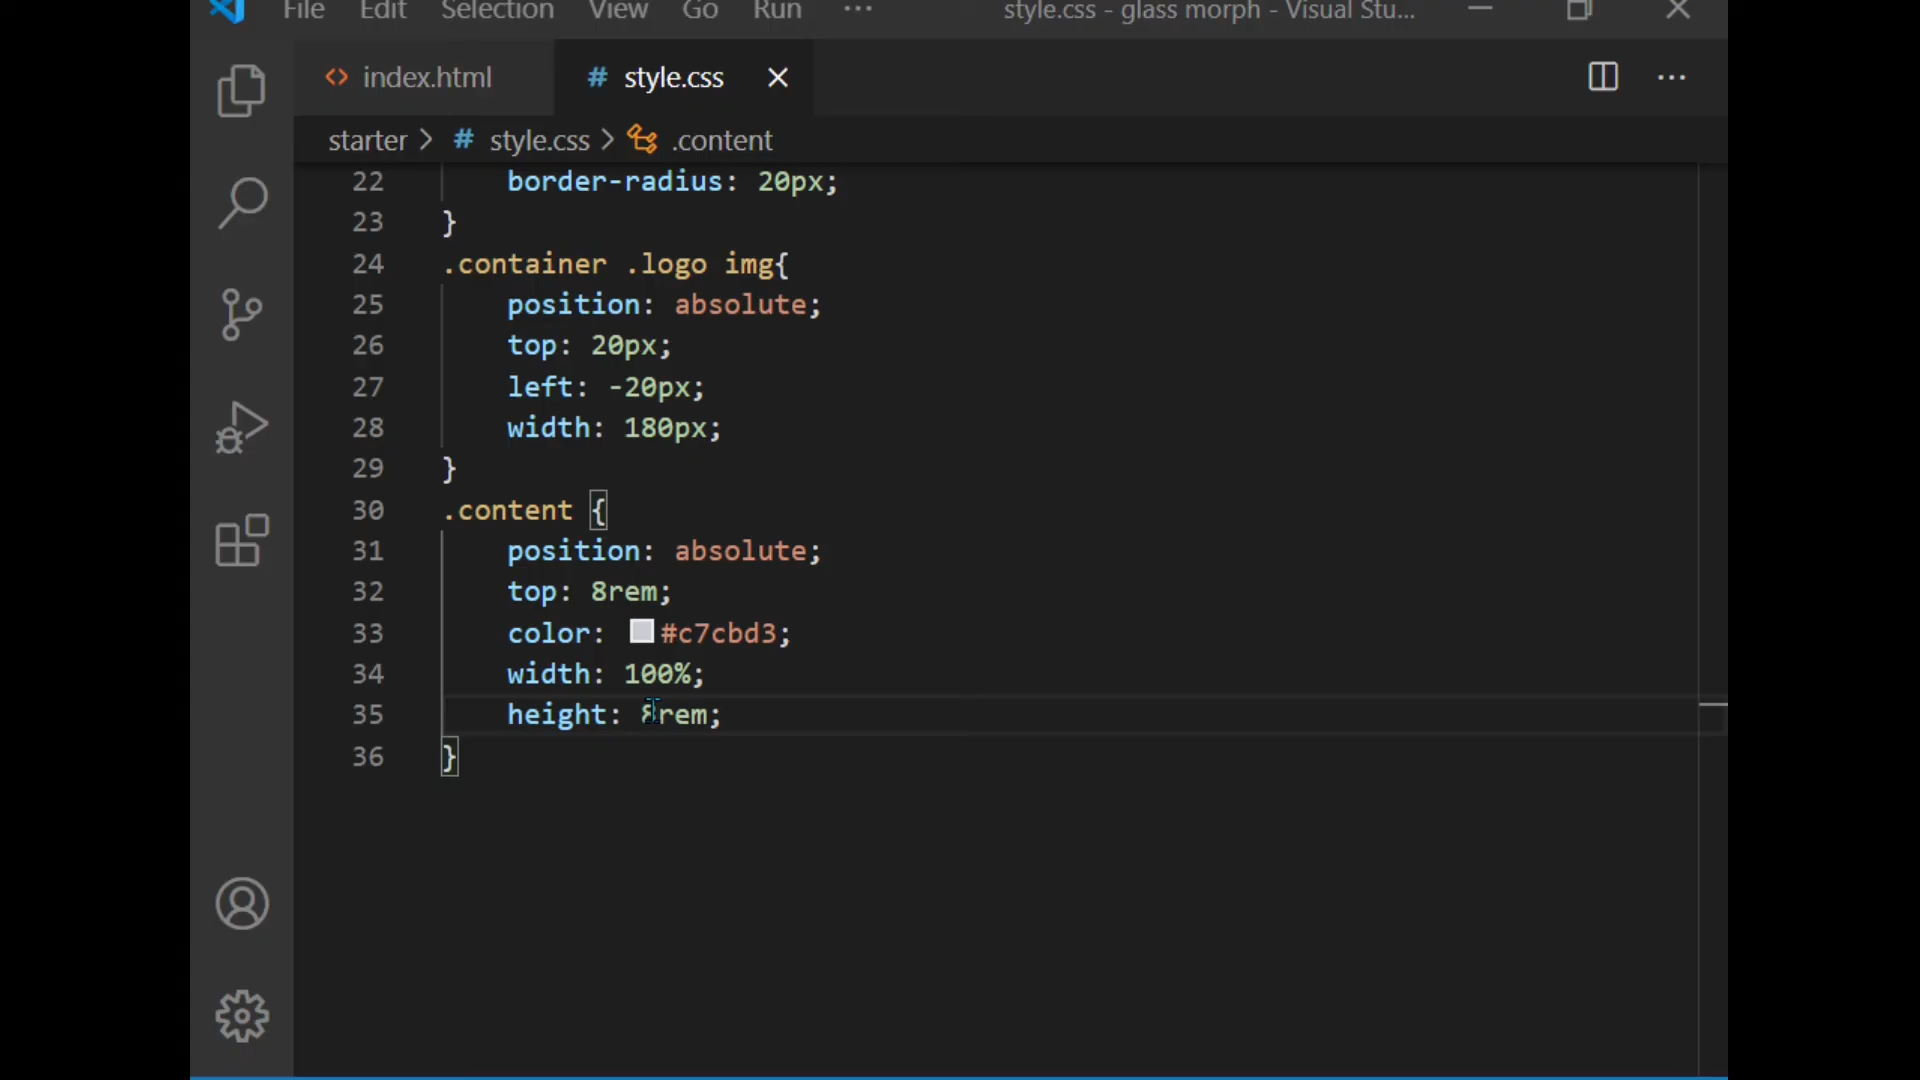 File Edit Selection View Go Run ··· style.css - glass morph - Visual Stu...
<> index.html # style.css ×
starter > # style.css > .content
22 border-radius: 20px;
23 }
24 .container .logo img{
25 position: absolute;
26 top: 20px;
27 left: -20px;
28 width: 180px;
29 }
30 .content {
31 position: absolute;
32 top: 8rem;
33 color: #c7cbd3;
34 width: 100%;
35 height: 8rem;
36 }